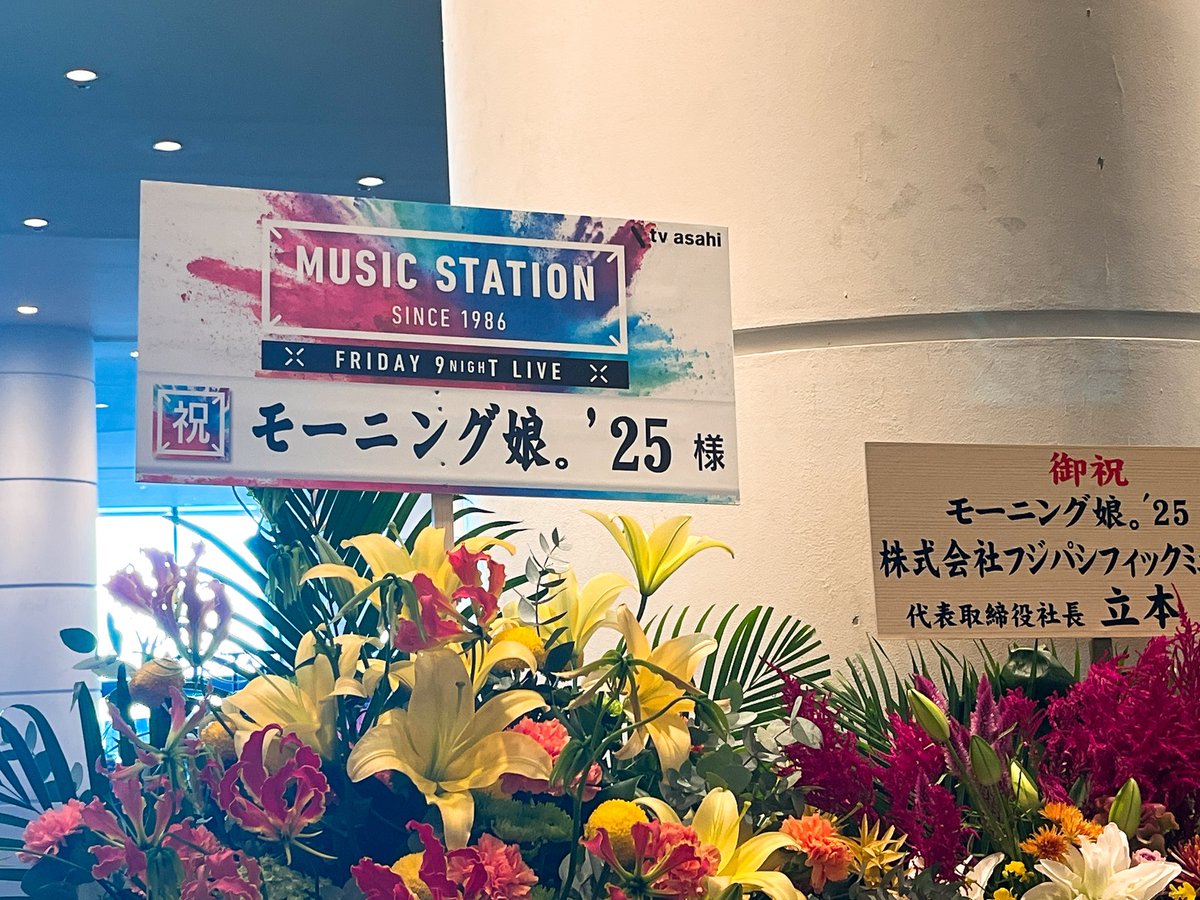 tv asahi
MUSIC STATION
SINCE 1986
FRIDAY 9NIGHT LIVE
祝 モーニング娘。'25 様
御祝
モーニング娘。'25
株式会社フジパシフィックミ
代表取締役社長 立本